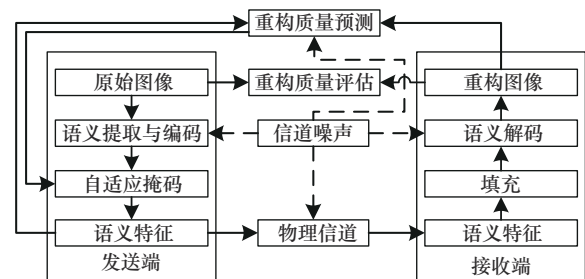 重构质量预测
原始图像
重构质量评估
重构图像
语义提取与编码
信道噪声
语义解码
自适应掩码
填充
语义特征
物理信道
语义特征
发送端
接收端